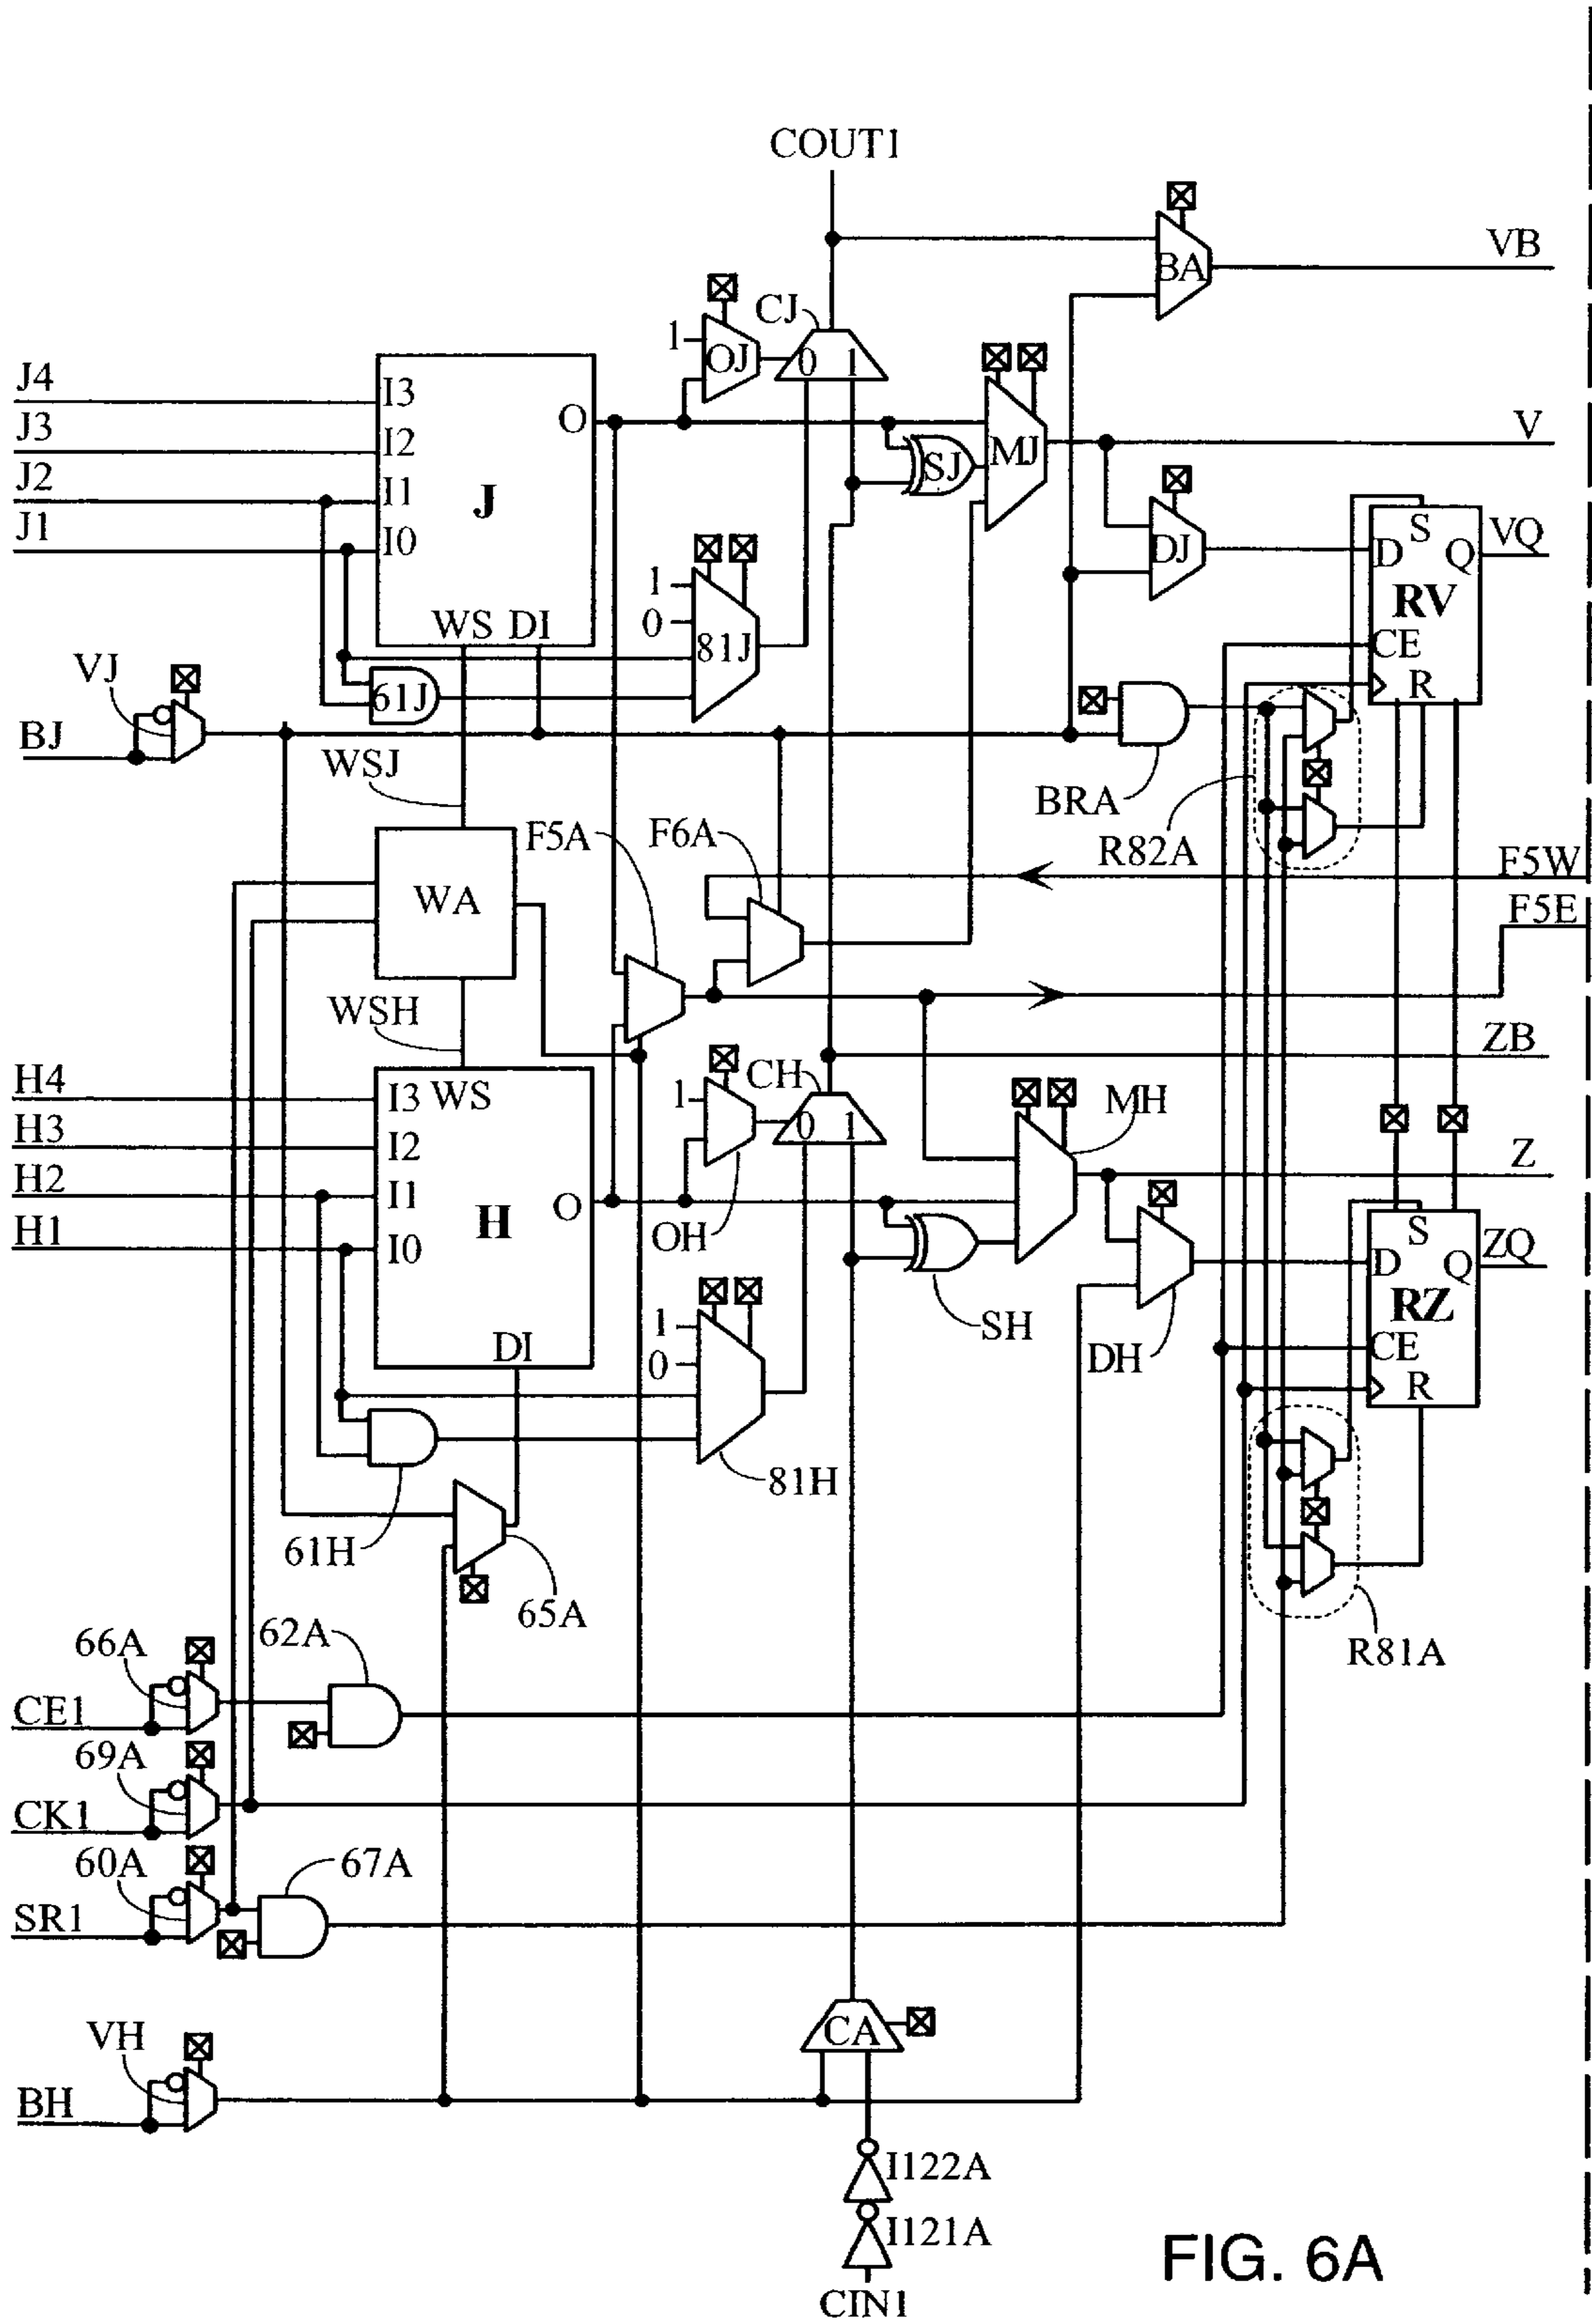 COUT1
VB
BA
CJ
1
OJ
0 1
J4
J3
J2
J1
I3
I2
I1
I0
O
J
WS DI
SJ
MJ
V
DJ
S
D
Q
VQ
RV
CE
R
1
0
81J
61J
VJ
BJ
WSJ
BRA
R82A
F5A
F6A
F5W
F5E
WA
WSH
ZB
H4
H3
H2
H1
I3 WS
I2
I1
I0
O
H
DI
1
CH
0 1
OH
MH
Z
SH
DH
S
D
Q
ZQ
RZ
CE
R
1
0
81H
61H
65A
R81A
66A
62A
CE1
69A
CK1
60A
67A
SR1
CA
VH
BH
I122A
I121A
CIN1
FIG. 6A